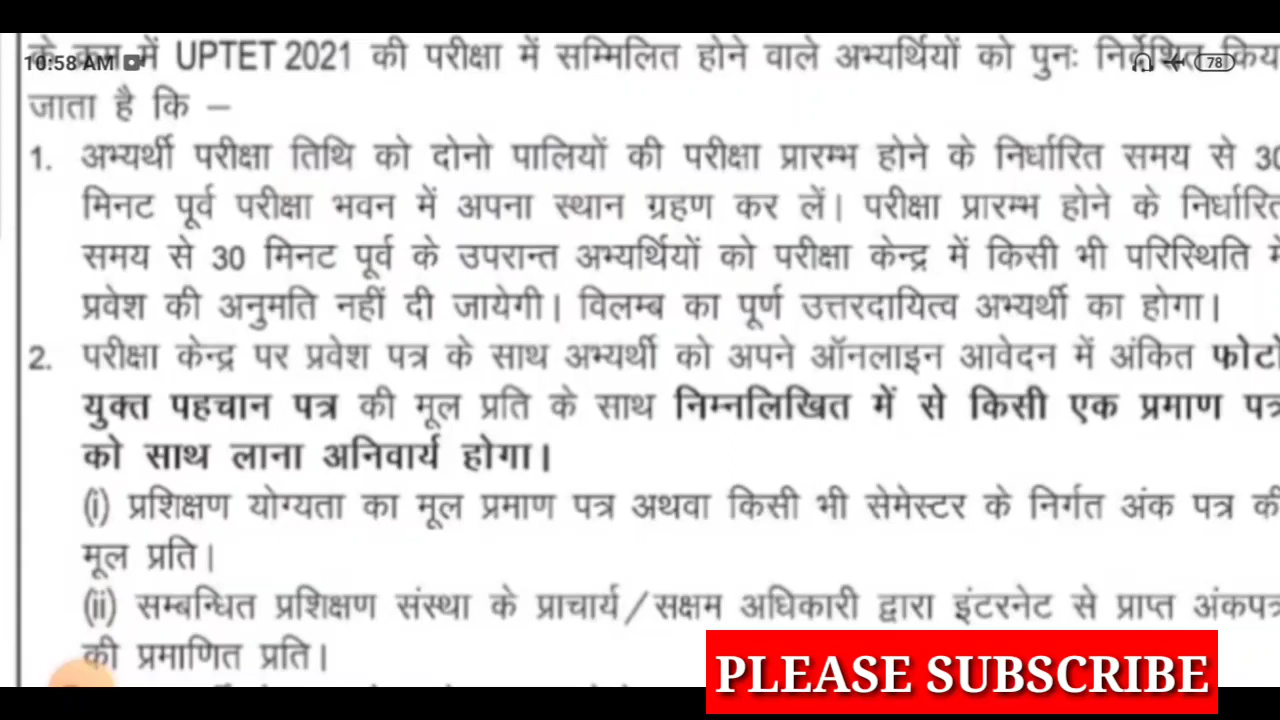 के क्रम में UPTET 2021 की परीक्षा में सम्मिलित होने वाले अभ्यर्थियों को पुनः निर्देशित किय
10:58 AM 78
जाता है कि –
1. अभ्यर्थी परीक्षा तिथि को दोनो पालियों की परीक्षा प्रारम्भ होने के निर्धारित समय से 30
मिनट पूर्व परीक्षा भवन में अपना स्थान ग्रहण कर लें। परीक्षा प्रारम्भ होने के निर्धारित
समय से 30 मिनट पूर्व के उपरान्त अभ्यर्थियों को परीक्षा केन्द्र में किसी भी परिस्थिति में
प्रवेश की अनुमति नहीं दी जायेगी। विलम्ब का पूर्ण उत्तरदायित्व अभ्यर्थी का होगा।
2. परीक्षा केन्द्र पर प्रवेश पत्र के साथ अभ्यर्थी को अपने ऑनलाइन आवेदन में अंकित फोटो
युक्त पहचान पत्र की मूल प्रति के साथ निम्नलिखित में से किसी एक प्रमाण पत्र
को साथ लाना अनिवार्य होगा।
(i) प्रशिक्षण योग्यता का मूल प्रमाण पत्र अथवा किसी भी सेमेस्टर के निर्गत अंक पत्र की
मूल प्रति।
(ii) सम्बन्धित प्रशिक्षण संस्था के प्राचार्य/सक्षम अधिकारी द्वारा इंटरनेट से प्राप्त अंकपत्र
की प्रमाणित प्रति।
PLEASE SUBSCRIBE